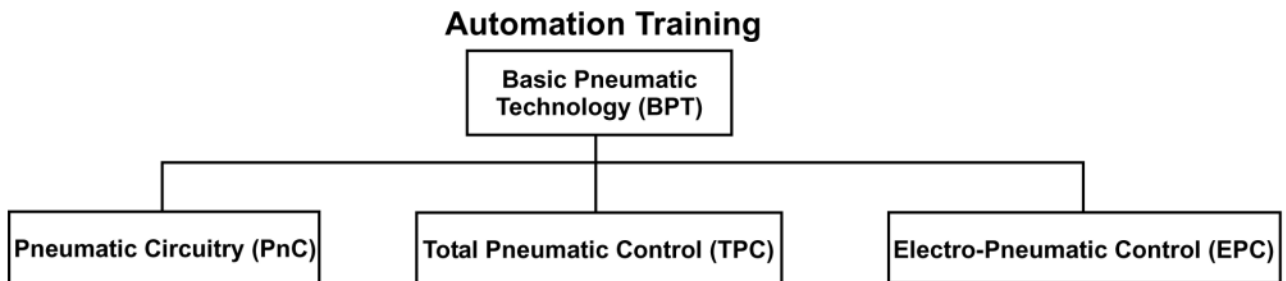 Automation Training
Basic Pneumatic
Technology (BPT)
Pneumatic Circuitry (PnC)
Total Pneumatic Control (TPC)
Electro-Pneumatic Control (EPC)